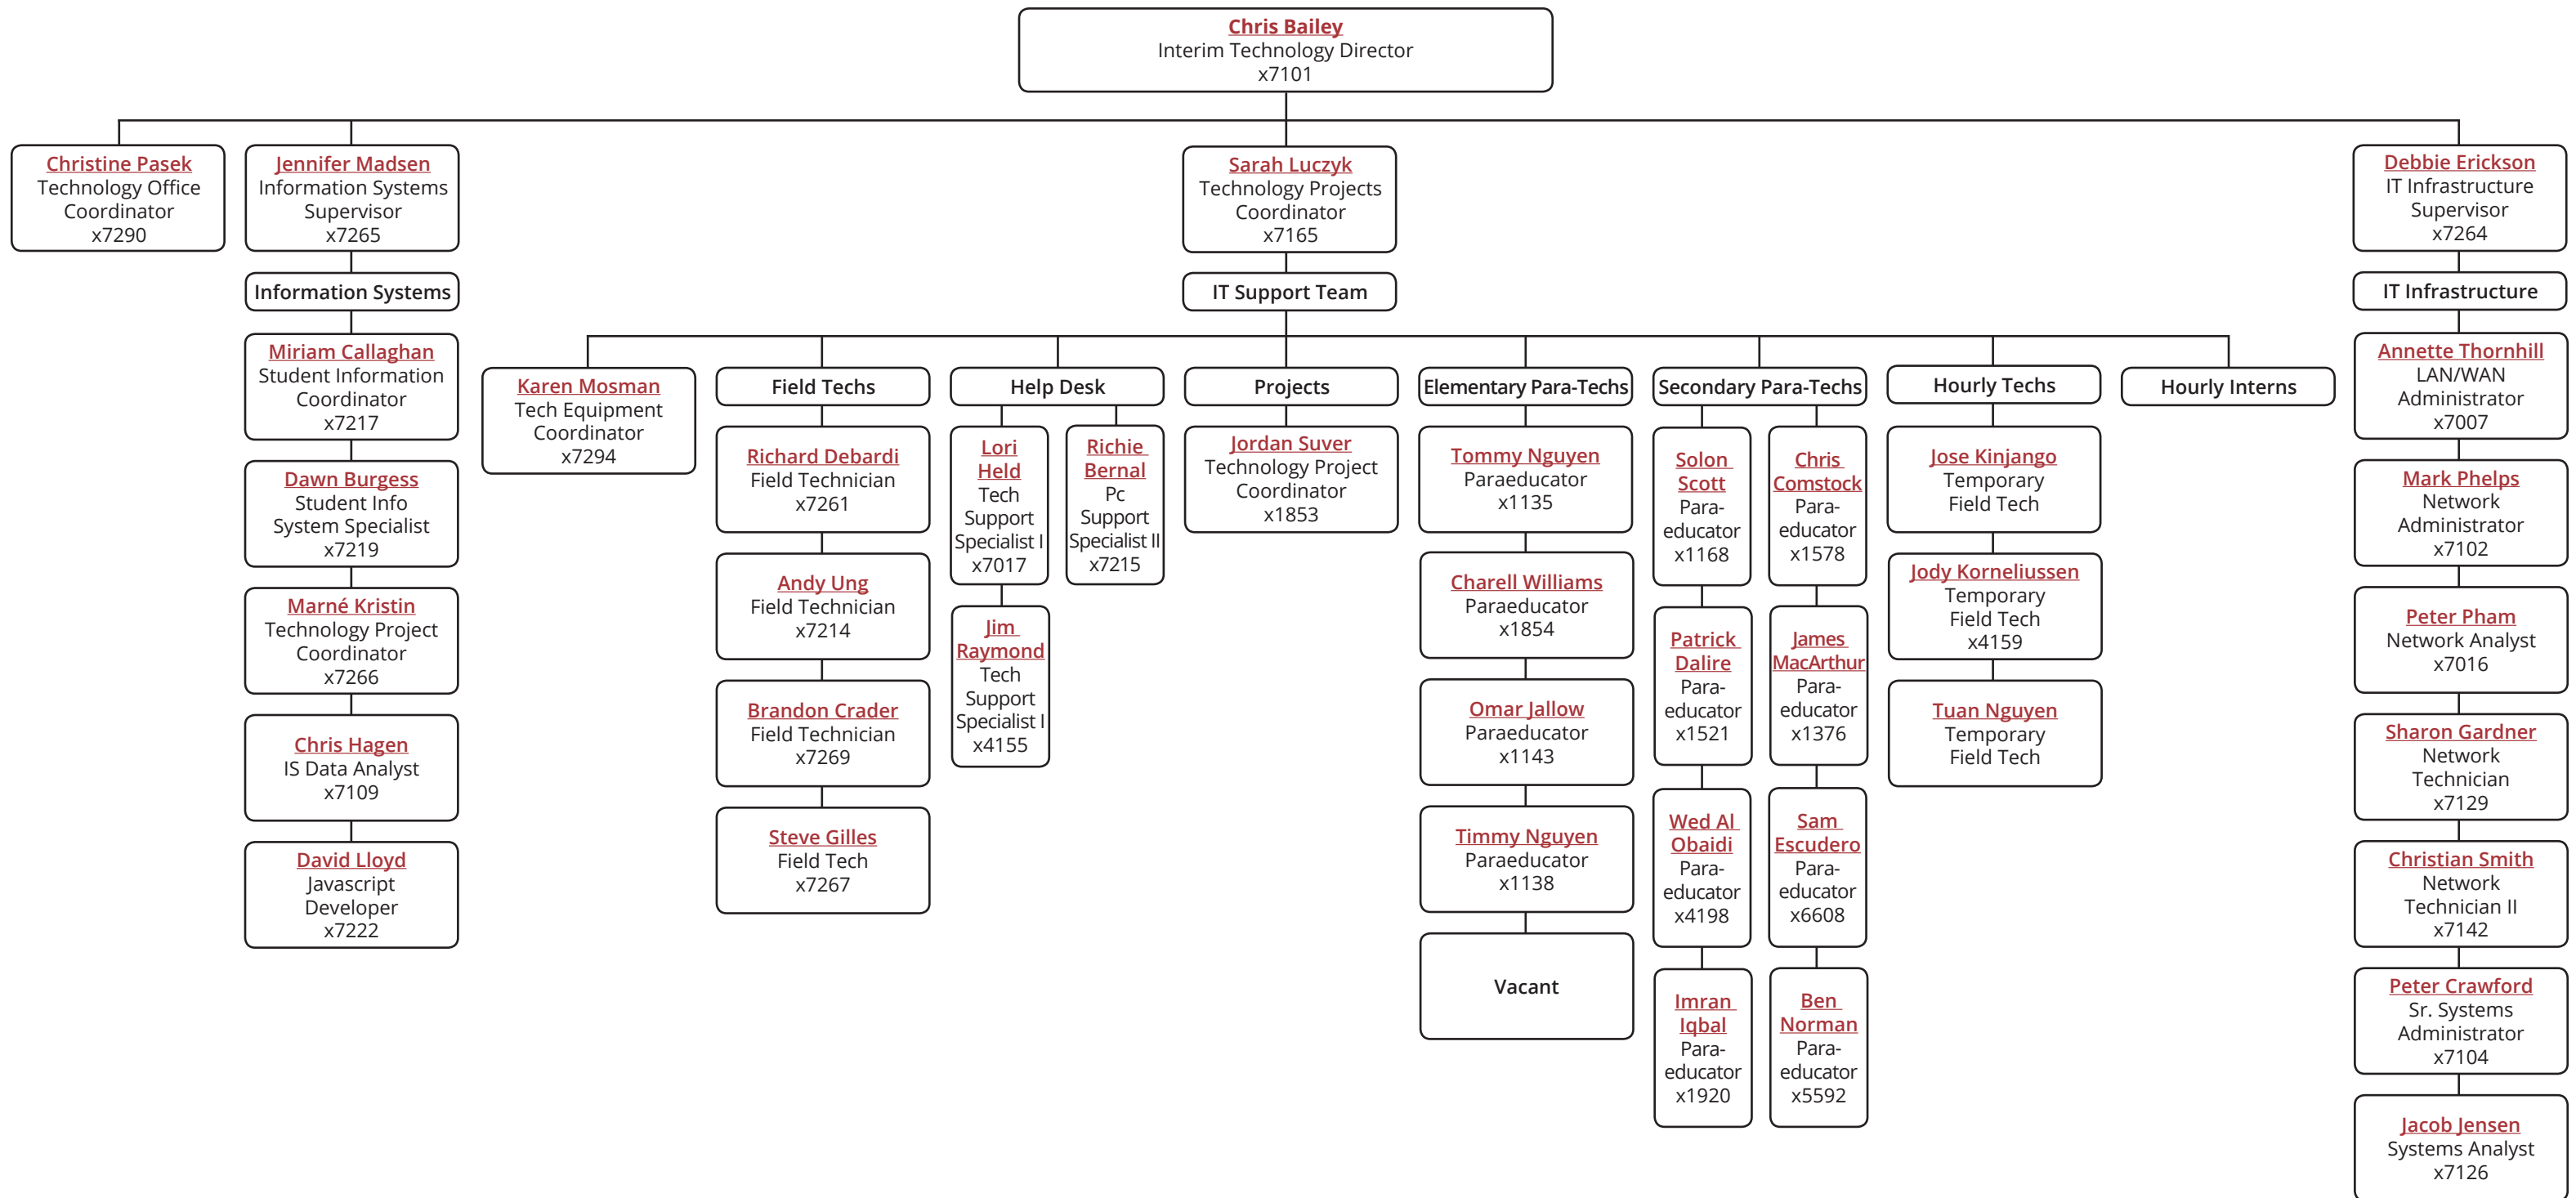 Chris Bailey
Interim Technology Director
x7101
Christine Pasek
Technology Office
Coordinator
x7290
Jennifer Madsen
Information Systems
Supervisor
x7265
Information Systems
Miriam Callaghan
Student Information
Coordinator
x7217
Dawn Burgess
Student Info
System Specialist
x7219
Marné Kristin
Technology Project
Coordinator
x7266
Chris Hagen
IS Data Analyst
x7109
David Lloyd
Javascript
Developer
x7222
Sarah Luczyk
Technology Projects
Coordinator
x7165
IT Support Team
Karen Mosman
Tech Equipment
Coordinator
x7294
Field Techs
Richard Debardi
Field Technician
x7261
Andy Ung
Field Technician
x7214
Brandon Crader
Field Technician
x7269
Steve Gilles
Field Tech
x7267
Help Desk
Lori
Held
Tech
Support
Specialist I
x7017
Jim
Raymond
Tech
Support
Specialist I
x4155
Richie
Bernal
Pc
Support
Specialist II
x7215
Projects
Jordan Suver
Technology Project
Coordinator
x1853
Elementary Para-Techs
Tommy Nguyen
Paraeducator
x1135
Charell Williams
Paraeducator
x1854
Omar Jallow
Paraeducator
x1143
Timmy Nguyen
Paraeducator
x1138
Vacant
Secondary Para-Techs
Solon
Scott
Para-
educator
x1168
Patrick
Dalire
Para-
educator
x1521
Wed Al
Obaidi
Para-
educator
x4198
Imran
Iqbal
Para-
educator
x1920
Chris
Comstock
Para-
educator
x1578
James
MacArthur
Para-
educator
x1376
Sam
Escudero
Para-
educator
x6608
Ben
Norman
Para-
educator
x5592
Hourly Techs
Jose Kinjango
Temporary
Field Tech
Jody Korneliussen
Temporary
Field Tech
x4159
Tuan Nguyen
Temporary
Field Tech
Hourly Interns
Debbie Erickson
IT Infrastructure
Supervisor
x7264
IT Infrastructure
Annette Thornhill
LAN/WAN
Administrator
x7007
Mark Phelps
Network
Administrator
x7102
Peter Pham
Network Analyst
x7016
Sharon Gardner
Network
Technician
x7129
Christian Smith
Network
Technician II
x7142
Peter Crawford
Sr. Systems
Administrator
x7104
Jacob Jensen
Systems Analyst
x7126